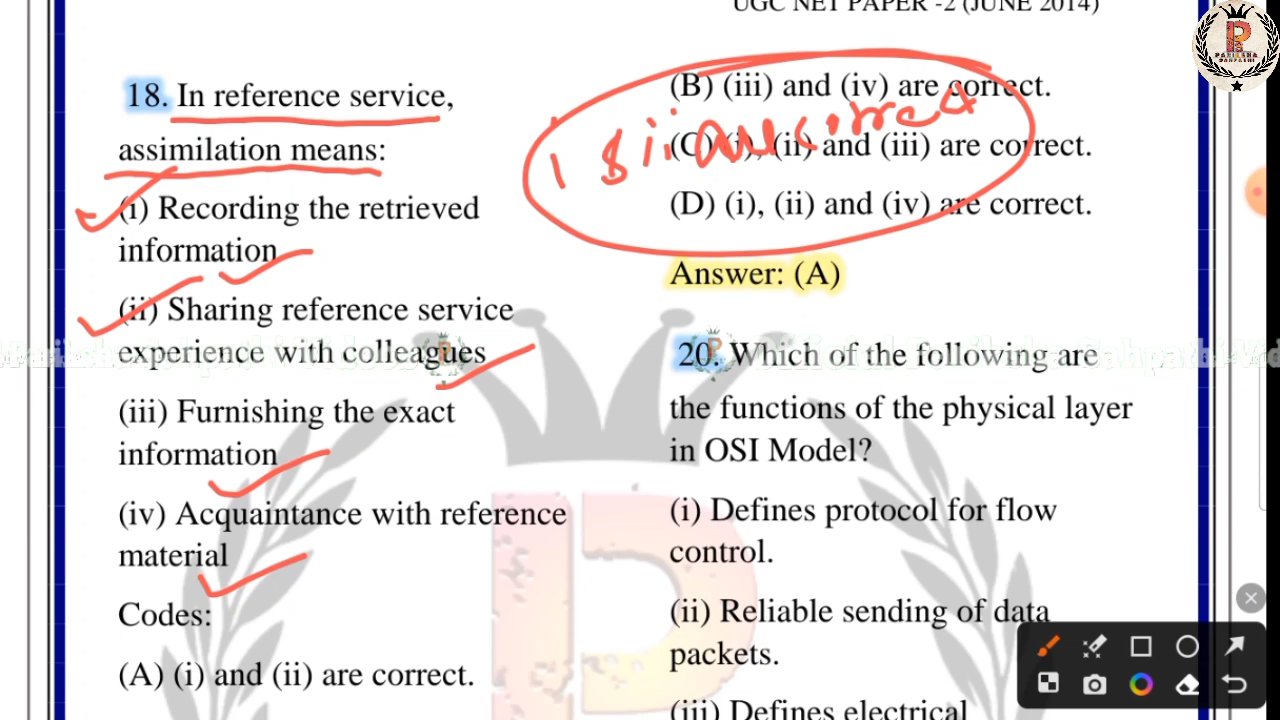 UGC NET PAPER -2 (JUNE 2014)
18. In reference service,
assimilation means:
(i) Recording the retrieved
information
(ii) Sharing reference service
experience with colleagues
(iii) Furnishing the exact
information
(iv) Acquaintance with reference
material
Codes:
(A) (i) and (ii) are correct.
(B) (iii) and (iv) are correct.
(C) (i), (ii) and (iii) are correct.
(D) (i), (ii) and (iv) are correct.
1 & ii are correct
Answer: (A)
20. Which of the following are
the functions of the physical layer
in OSI Model?
(i) Defines protocol for flow
control.
(ii) Reliable sending of data
packets.
(iii) Defines electrical